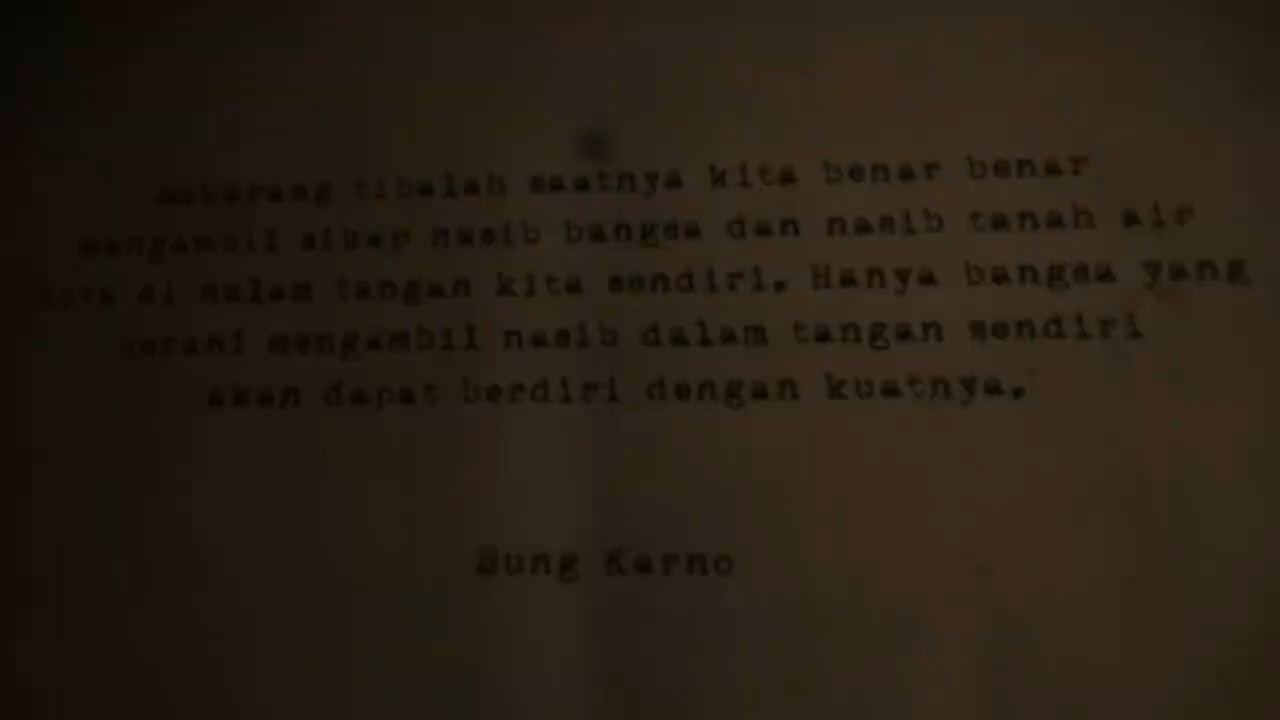 Sekarang tibalah saatnya kita benar benar
mengambil sikap nasib bangsa dan nasib tanah air
kita di dalam tangan kita sendiri. Hanya bangsa yang
berani mengambil nasib dalam tangan sendiri
akan dapat berdiri dengan kuatnya.
Bung Karno